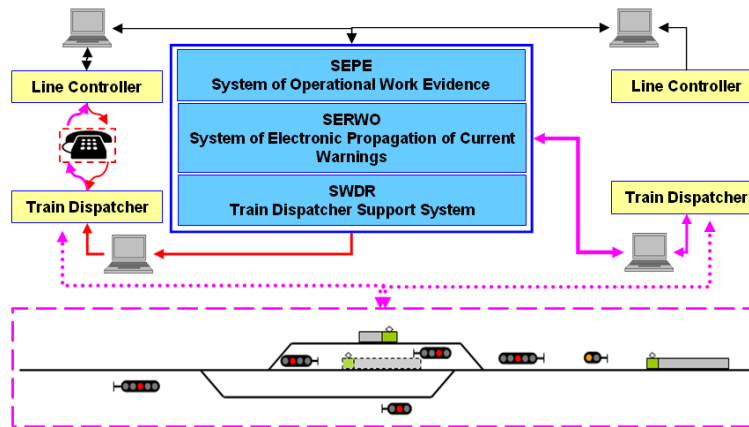 SEPE
System of Operational Work Evidence
Line Controller
Line Controller
SERWO
System of Electronic Propagation of Current
Warnings
SWDR
Train Dispatcher Support System
Train Dispatcher
Train Dispatcher